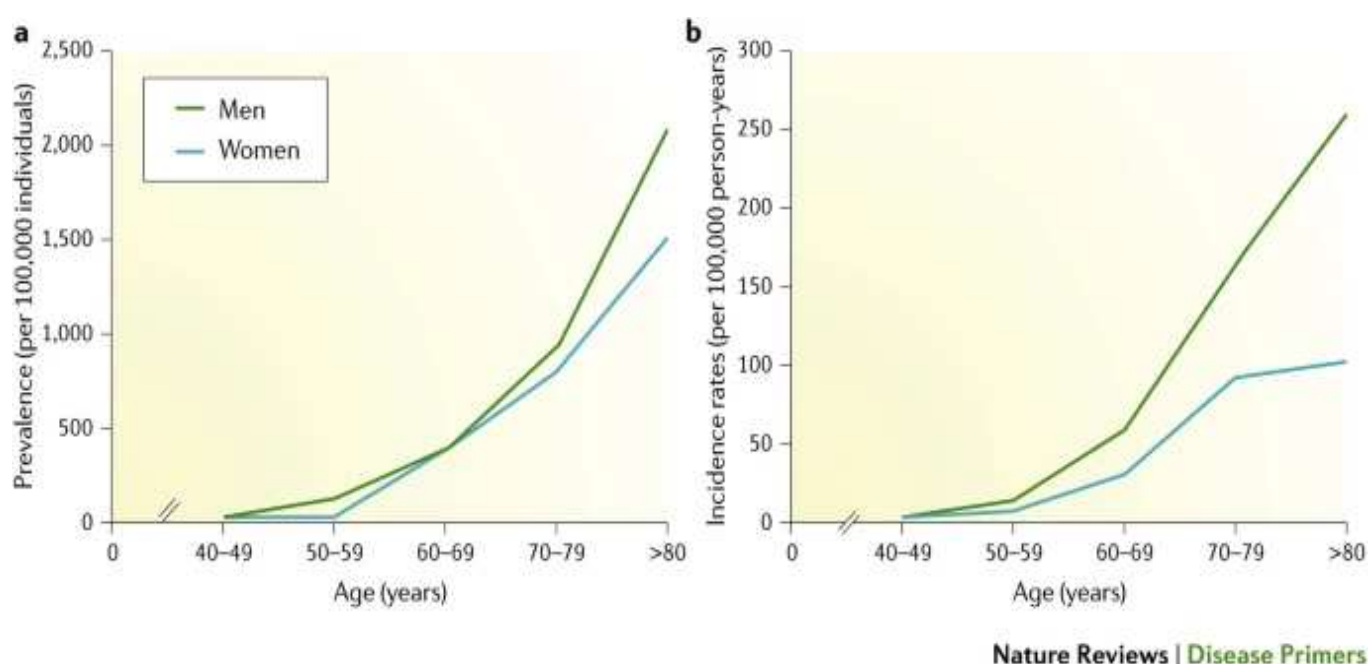 a
Prevalence (per 100,000 individuals)
2,500
2,000
1,500
1,000
500
0
Men
Women
0 40–49 50–59 60–69 70–79 >80
Age (years)
b
Incidence rates (per 100,000 person-years)
300
250
200
150
100
50
0
0 40–49 50–59 60–69 70–79 >80
Age (years)
Nature Reviews | Disease Primers